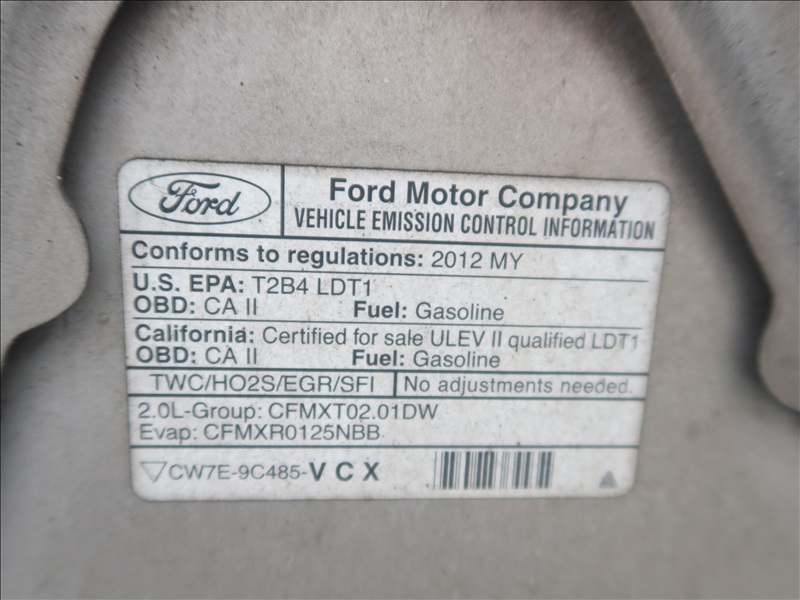 Ford
Ford Motor Company
VEHICLE EMISSION CONTROL INFORMATION
Conforms to regulations: 2012 MY
U.S. EPA: T2B4 LDT1
OBD: CA II Fuel: Gasoline
California: Certified for sale ULEV II qualified LDT1
OBD: CA II Fuel: Gasoline
TWC/HO2S/EGR/SFI No adjustments needed.
2.0L-Group: CFMXT02.01DW
Evap: CFMXR0125NBB
CW7E-9C485-VCX